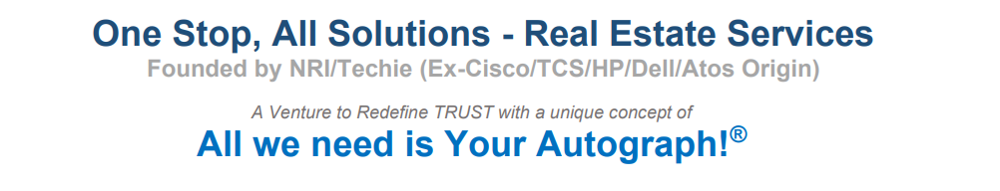 One Stop, All Solutions - Real Estate Services
Founded by NRI/Techie (Ex-Cisco/TCS/HP/Dell/Atos Origin)
A Venture to Redefine TRUST with a unique concept of
All we need is Your Autograph!®